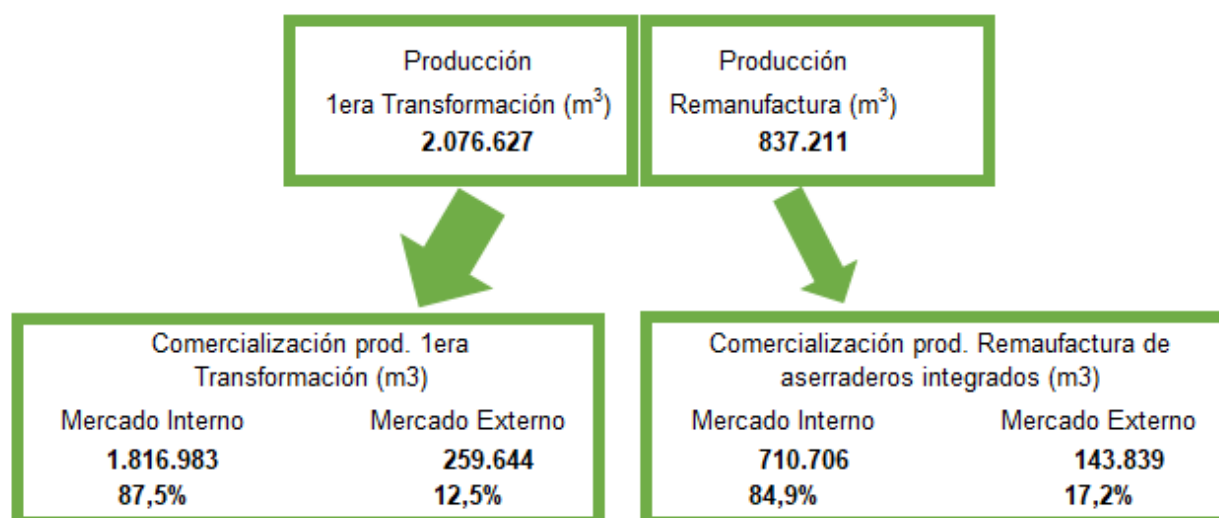 Producción
1era Transformación (m³)
2.076.627
Producción
Remanufactura (m³)
837.211
Comercialización prod. 1era
Transformación (m3)
Mercado Interno Mercado Externo
1.816.983 259.644
87,5% 12,5%
Comercialización prod. Remaufactura de
aserraderos integrados (m3)
Mercado Interno Mercado Externo
710.706 143.839
84,9% 17,2%